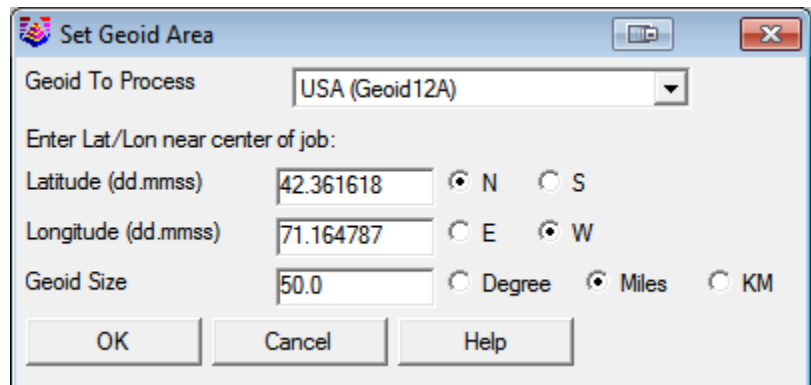 Set Geoid Area
Geoid To Process USA (Geoid12A)
Enter Lat/Lon near center of job:
Latitude (dd.mmss) 42.361618 N S
Longitude (dd.mmss) 71.164787 E W
Geoid Size 50.0 Degree Miles KM
OK Cancel Help